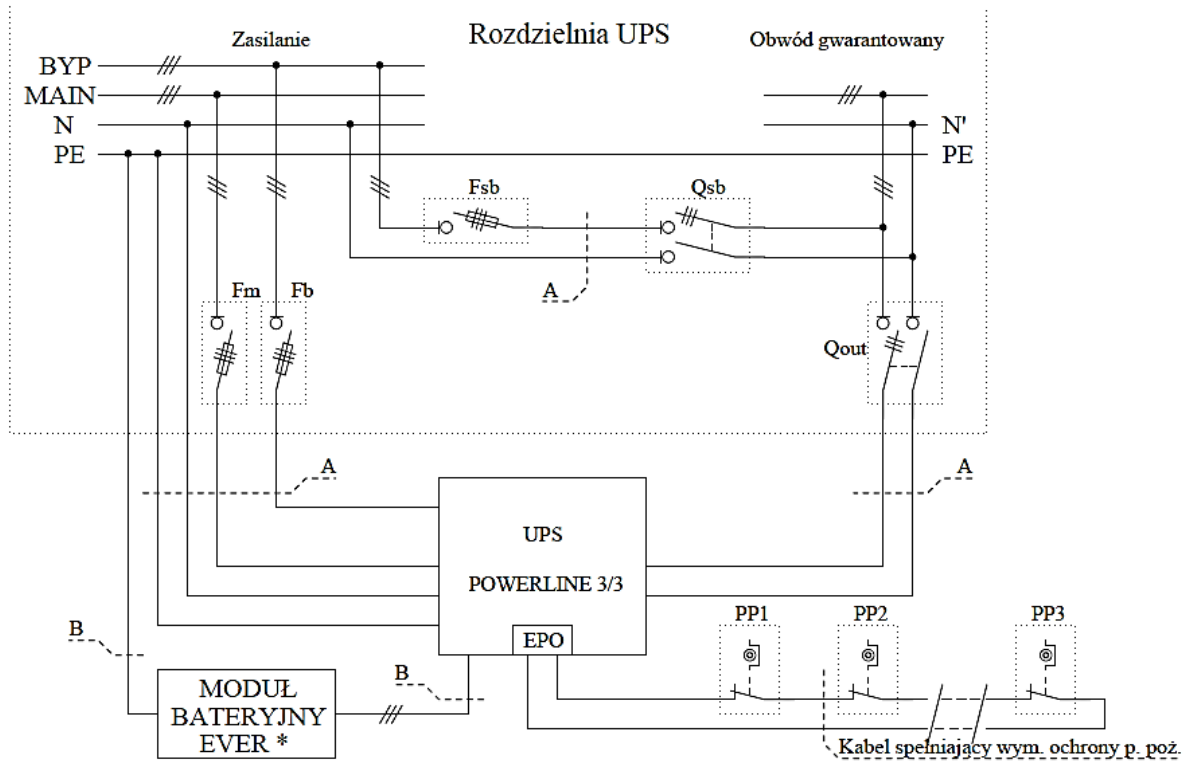 Zasilanie
Rozdzielnia UPS
Obwód gwarantowany
BYP
MAIN
N
N'
PE
PE
Fsb
Qsb
A
Fm
Fb
Qout
A
A
UPS
POWERLINE 3/3
EPO
PP1
PP2
PP3
B
B
MODUŁ
BATERYJNY
EVER *
Kabel spełniający wym. ochrony p. poż.